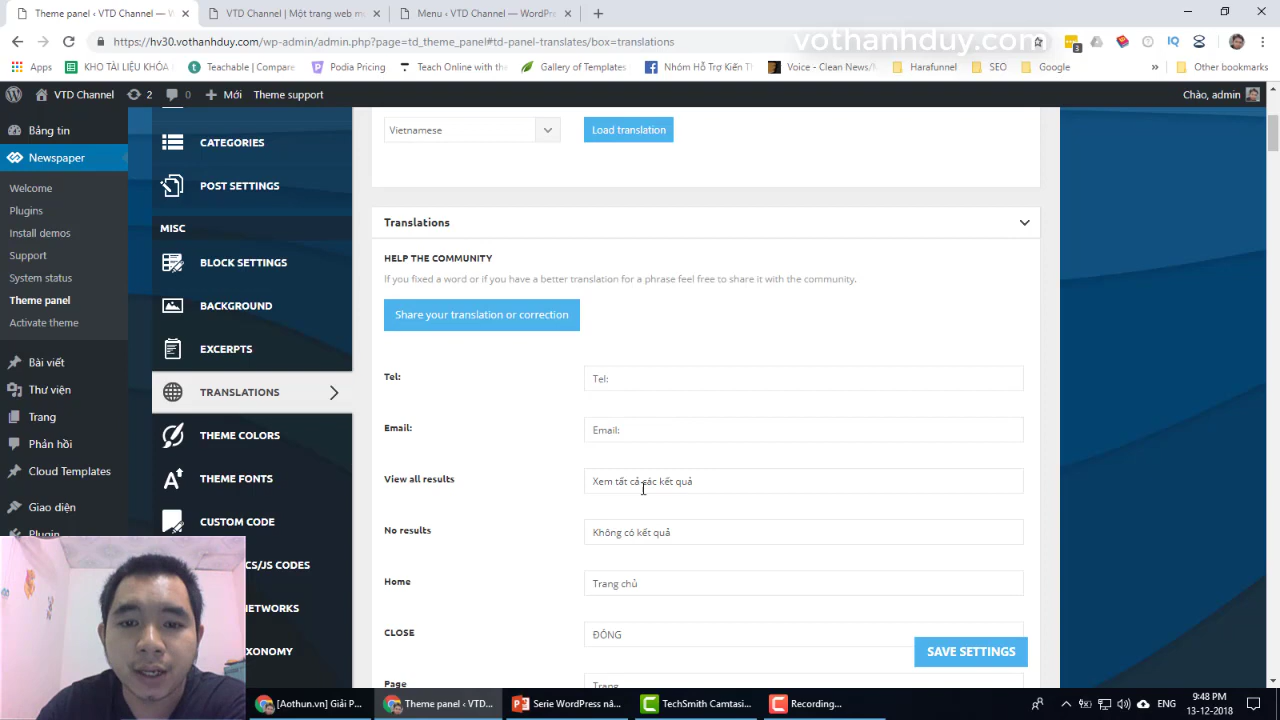 Theme panel ‹ VTD Channel — W
VTD Channel | Một trang web m
Menu ‹ VTD Channel — WordPre
https://hv30.vothanhduy.com/wp-admin/admin.php?page=td_theme_panel#td-panel-translations/box=translations
vothanhduy.com
3
Apps
KHO TÀI LIỆU KHÓA
Teachable | Compare
Podia Pricing
Teach Online with the
Gallery of Templates
Nhóm Hỗ Trợ Kiến T
Voice - Clean News/M
Harafunnel
SEO
Google
Other bookmarks
VTD Channel
2
0
Mới
Theme support
Chào, admin
Bảng tin
Newspaper
Welcome
Plugins
Install demos
Support
System status
Theme panel
Activate theme
Bài viết
Thư viện
Trang
Phản hồi
Cloud Templates
Giao diện
Plugin
CATEGORIES
POST SETTINGS
MISC
BLOCK SETTINGS
BACKGROUND
EXCERPTS
TRANSLATIONS
THEME COLORS
THEME FONTS
CUSTOM CODE
CS/JS CODES
Vietnamese
Load translation
Translations
HELP THE COMMUNITY
If you fixed a word or if you have a better translation for a phrase feel free to share it with the community.
Share your translation or correction
Tel:
Tel:
Email:
Email:
View all results
Xem tất cả các kết quả
No results
Không có kết quả
Home
Trang chủ
CLOSE
ĐÓNG
Page
Trang
SAVE SETTINGS
[Aothun.vn] Giải P...
Theme panel ‹ VTD...
Serie WordPress nâ...
TechSmith Camtasi...
Recording...
ENG
9:48 PM
13-12-2018